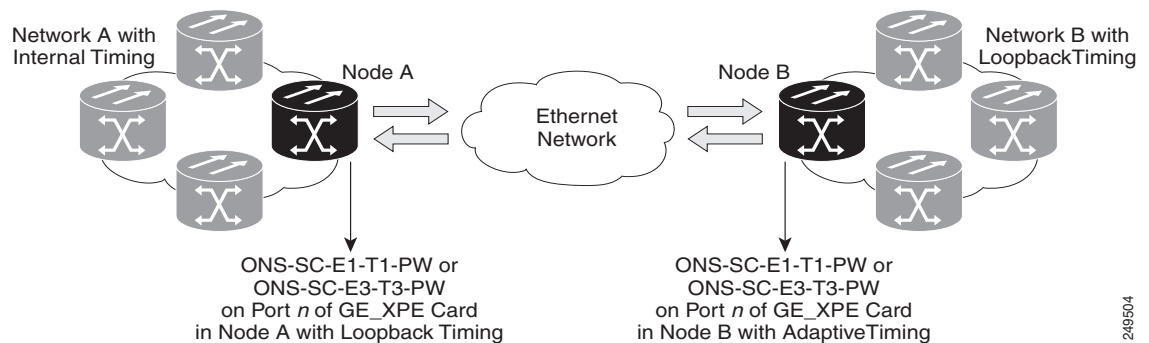 Network A with
Internal Timing
Node A
Ethernet
Network
Node B
Network B with
LoopbackTiming
ONS-SC-E1-T1-PW or
ONS-SC-E3-T3-PW
on Port n of GE_XPE Card
in Node A with Loopback Timing
ONS-SC-E1-T1-PW or
ONS-SC-E3-T3-PW
on Port n of GE_XPE Card
in Node B with AdaptiveTiming
249504